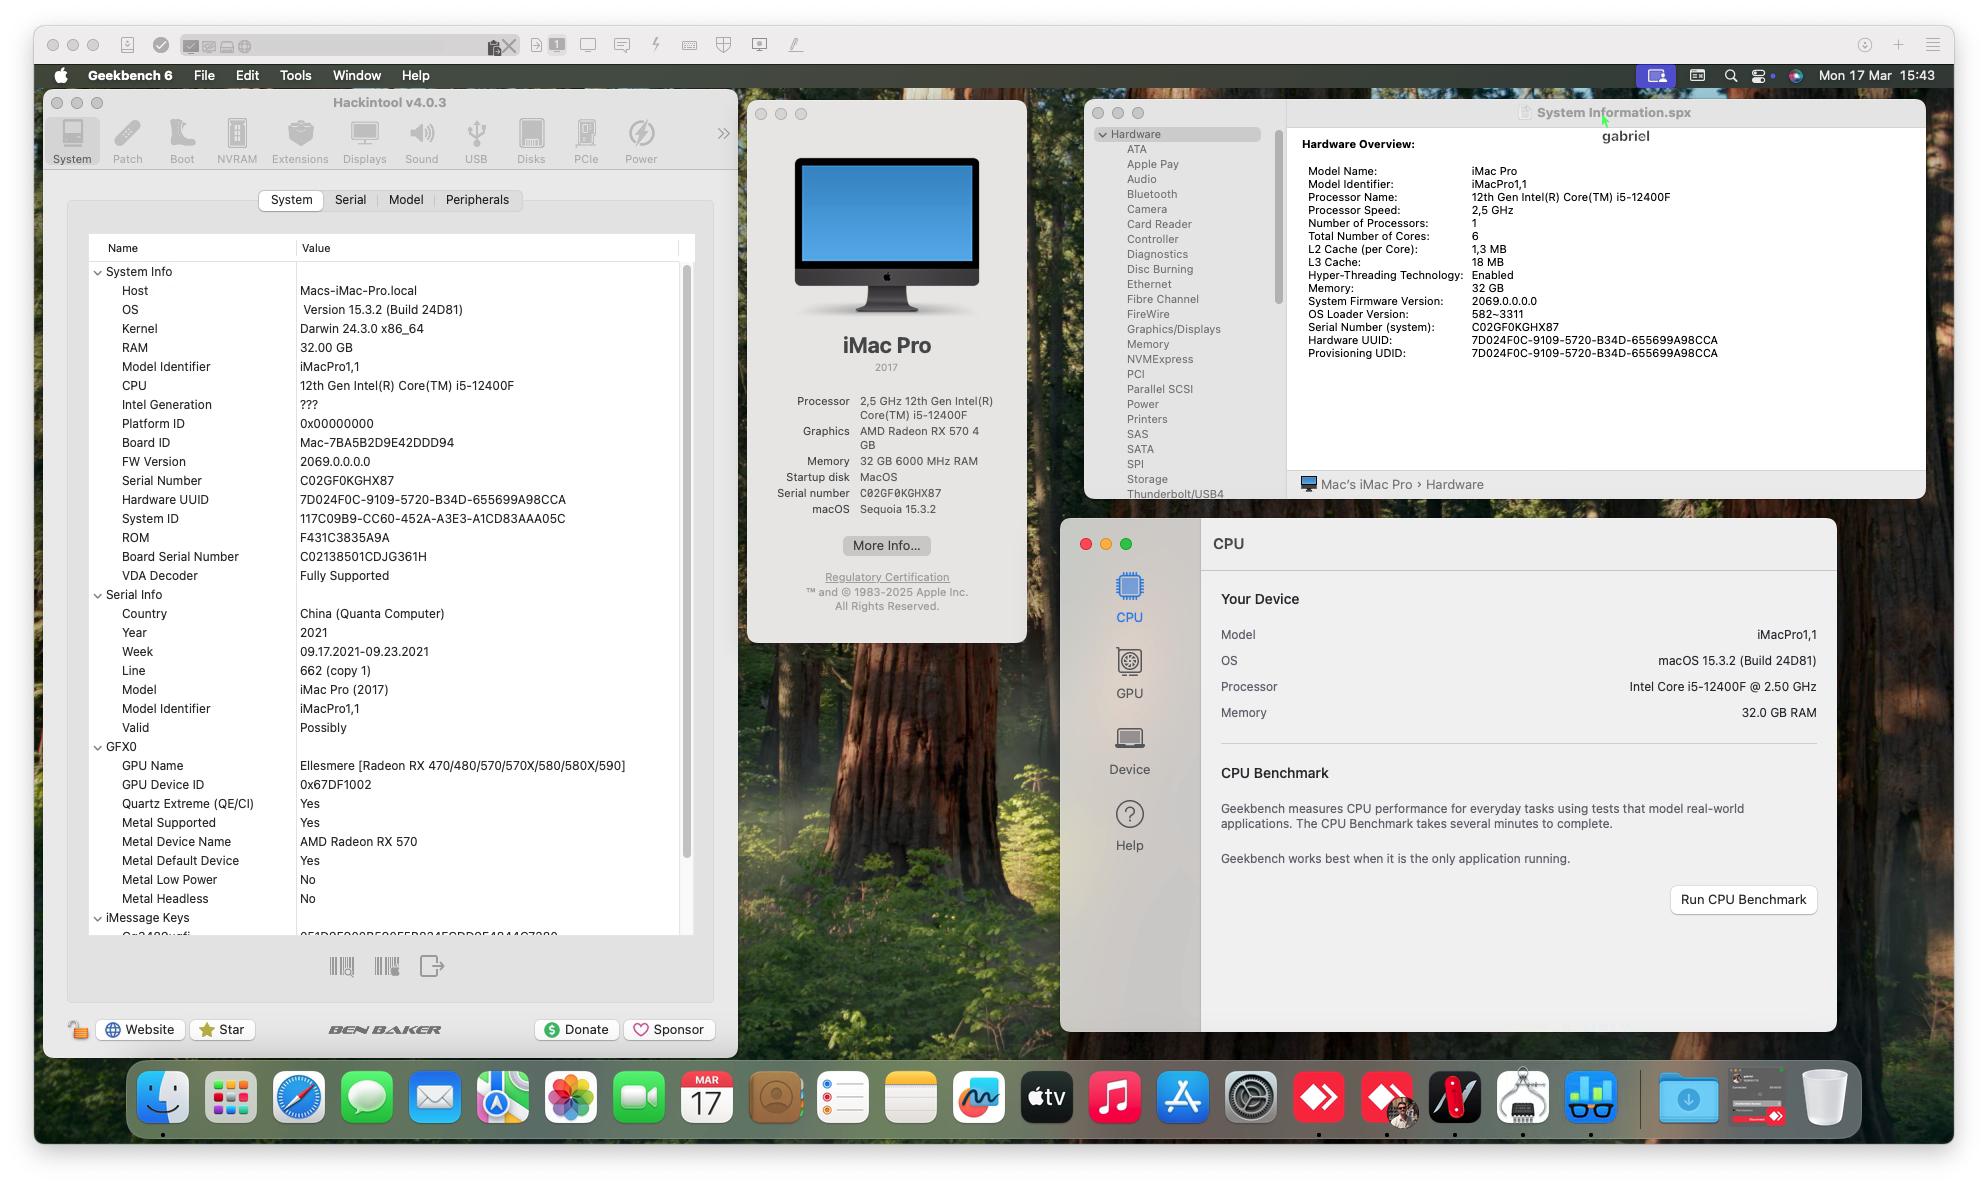 1
Geekbench 6 File Edit Tools Window Help
Mon 17 Mar 15:43
Hackintool v4.0.3
System Patch Boot NVRAM Extensions Displays Sound USB Disks PCIe Power
System Serial Model Peripherals
Name Value
System Info
Host Macs-iMac-Pro.local
OS Version 15.3.2 (Build 24D81)
Kernel Darwin 24.3.0 x86_64
RAM 32.00 GB
Model Identifier iMacPro1,1
CPU 12th Gen Intel(R) Core(TM) i5-12400F
Intel Generation ???
Platform ID 0x00000000
Board ID Mac-7BA5B2D9E42DDD94
FW Version 2069.0.0.0.0
Serial Number C02GF0KGHX87
Hardware UUID 7D024F0C-9109-5720-B34D-655699A98CCA
System ID 117C09B9-CC60-452A-A3E3-A1CD83AAA05C
ROM F431C3835A9A
Board Serial Number C02138501CDJG361H
VDA Decoder Fully Supported
Serial Info
Country China (Quanta Computer)
Year 2021
Week 09.17.2021-09.23.2021
Line 662 (copy 1)
Model iMac Pro (2017)
Model Identifier iMacPro1,1
Valid Possibly
GFX0
GPU Name Ellesmere [Radeon RX 470/480/570/570X/580/580X/590]
GPU Device ID 0x67DF1002
Quartz Extreme (QE/CI) Yes
Metal Supported Yes
Metal Device Name AMD Radeon RX 570
Metal Default Device Yes
Metal Low Power No
Metal Headless No
iMessage Keys
Website Star BEN BAKER Donate Sponsor
iMac Pro
2017
Processor 2,5 GHz 12th Gen Intel(R)
Core(TM) i5-12400F
Graphics AMD Radeon RX 570 4
GB
Memory 32 GB 6000 MHz RAM
Startup disk MacOS
Serial number C02GF0KGHX87
macOS Sequoia 15.3.2
More Info...
Regulatory Certification
™ and © 1983-2025 Apple Inc.
All Rights Reserved.
System Information.spx
gabriel
Hardware
ATA
Apple Pay
Audio
Bluetooth
Camera
Card Reader
Controller
Diagnostics
Disc Burning
Ethernet
Fibre Channel
FireWire
Graphics/Displays
Memory
NVMExpress
PCI
Parallel SCSI
Power
Printers
SAS
SATA
SPI
Storage
Thunderbolt/USB4
Hardware Overview:
Model Name: iMac Pro
Model Identifier: iMacPro1,1
Processor Name: 12th Gen Intel(R) Core(TM) i5-12400F
Processor Speed: 2,5 GHz
Number of Processors: 1
Total Number of Cores: 6
L2 Cache (per Core): 1,3 MB
L3 Cache: 18 MB
Hyper-Threading Technology: Enabled
Memory: 32 GB
System Firmware Version: 2069.0.0.0.0
OS Loader Version: 582~3311
Serial Number (system): C02GF0KGHX87
Hardware UUID: 7D024F0C-9109-5720-B34D-655699A98CCA
Provisioning UDID: 7D024F0C-9109-5720-B34D-655699A98CCA
Mac's iMac Pro › Hardware
CPU
GPU
Device
Help
CPU
Your Device
Model iMacPro1,1
OS macOS 15.3.2 (Build 24D81)
Processor Intel Core i5-12400F @ 2.50 GHz
Memory 32.0 GB RAM
CPU Benchmark
Geekbench measures CPU performance for everyday tasks using tests that model real-world
applications. The CPU Benchmark takes several minutes to complete.
Geekbench works best when it is the only application running.
Run CPU Benchmark
MAR
17
tv